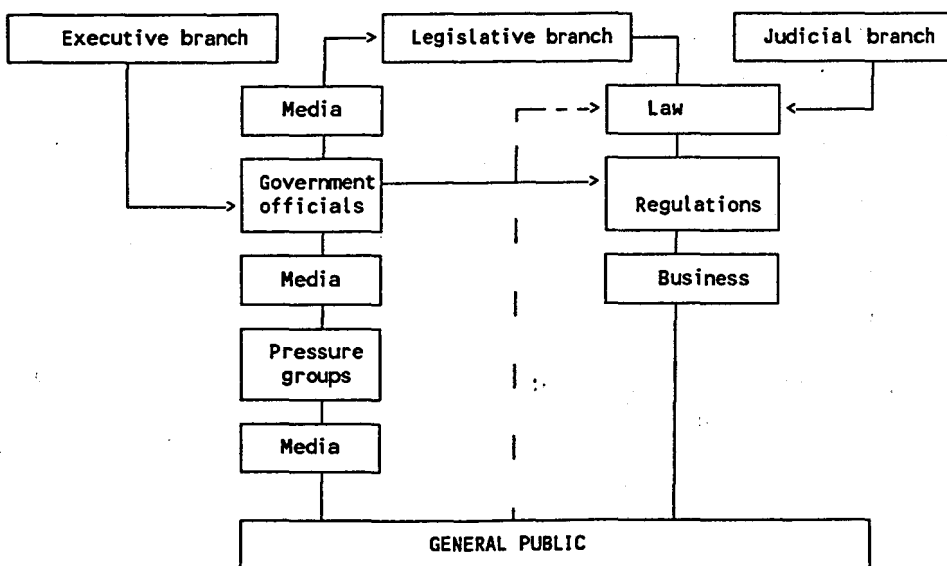 Executive branch
Legislative branch
Judicial branch
Media
Law
Government
officials
Regulations
Media
Business
Pressure
groups
Media
GENERAL PUBLIC